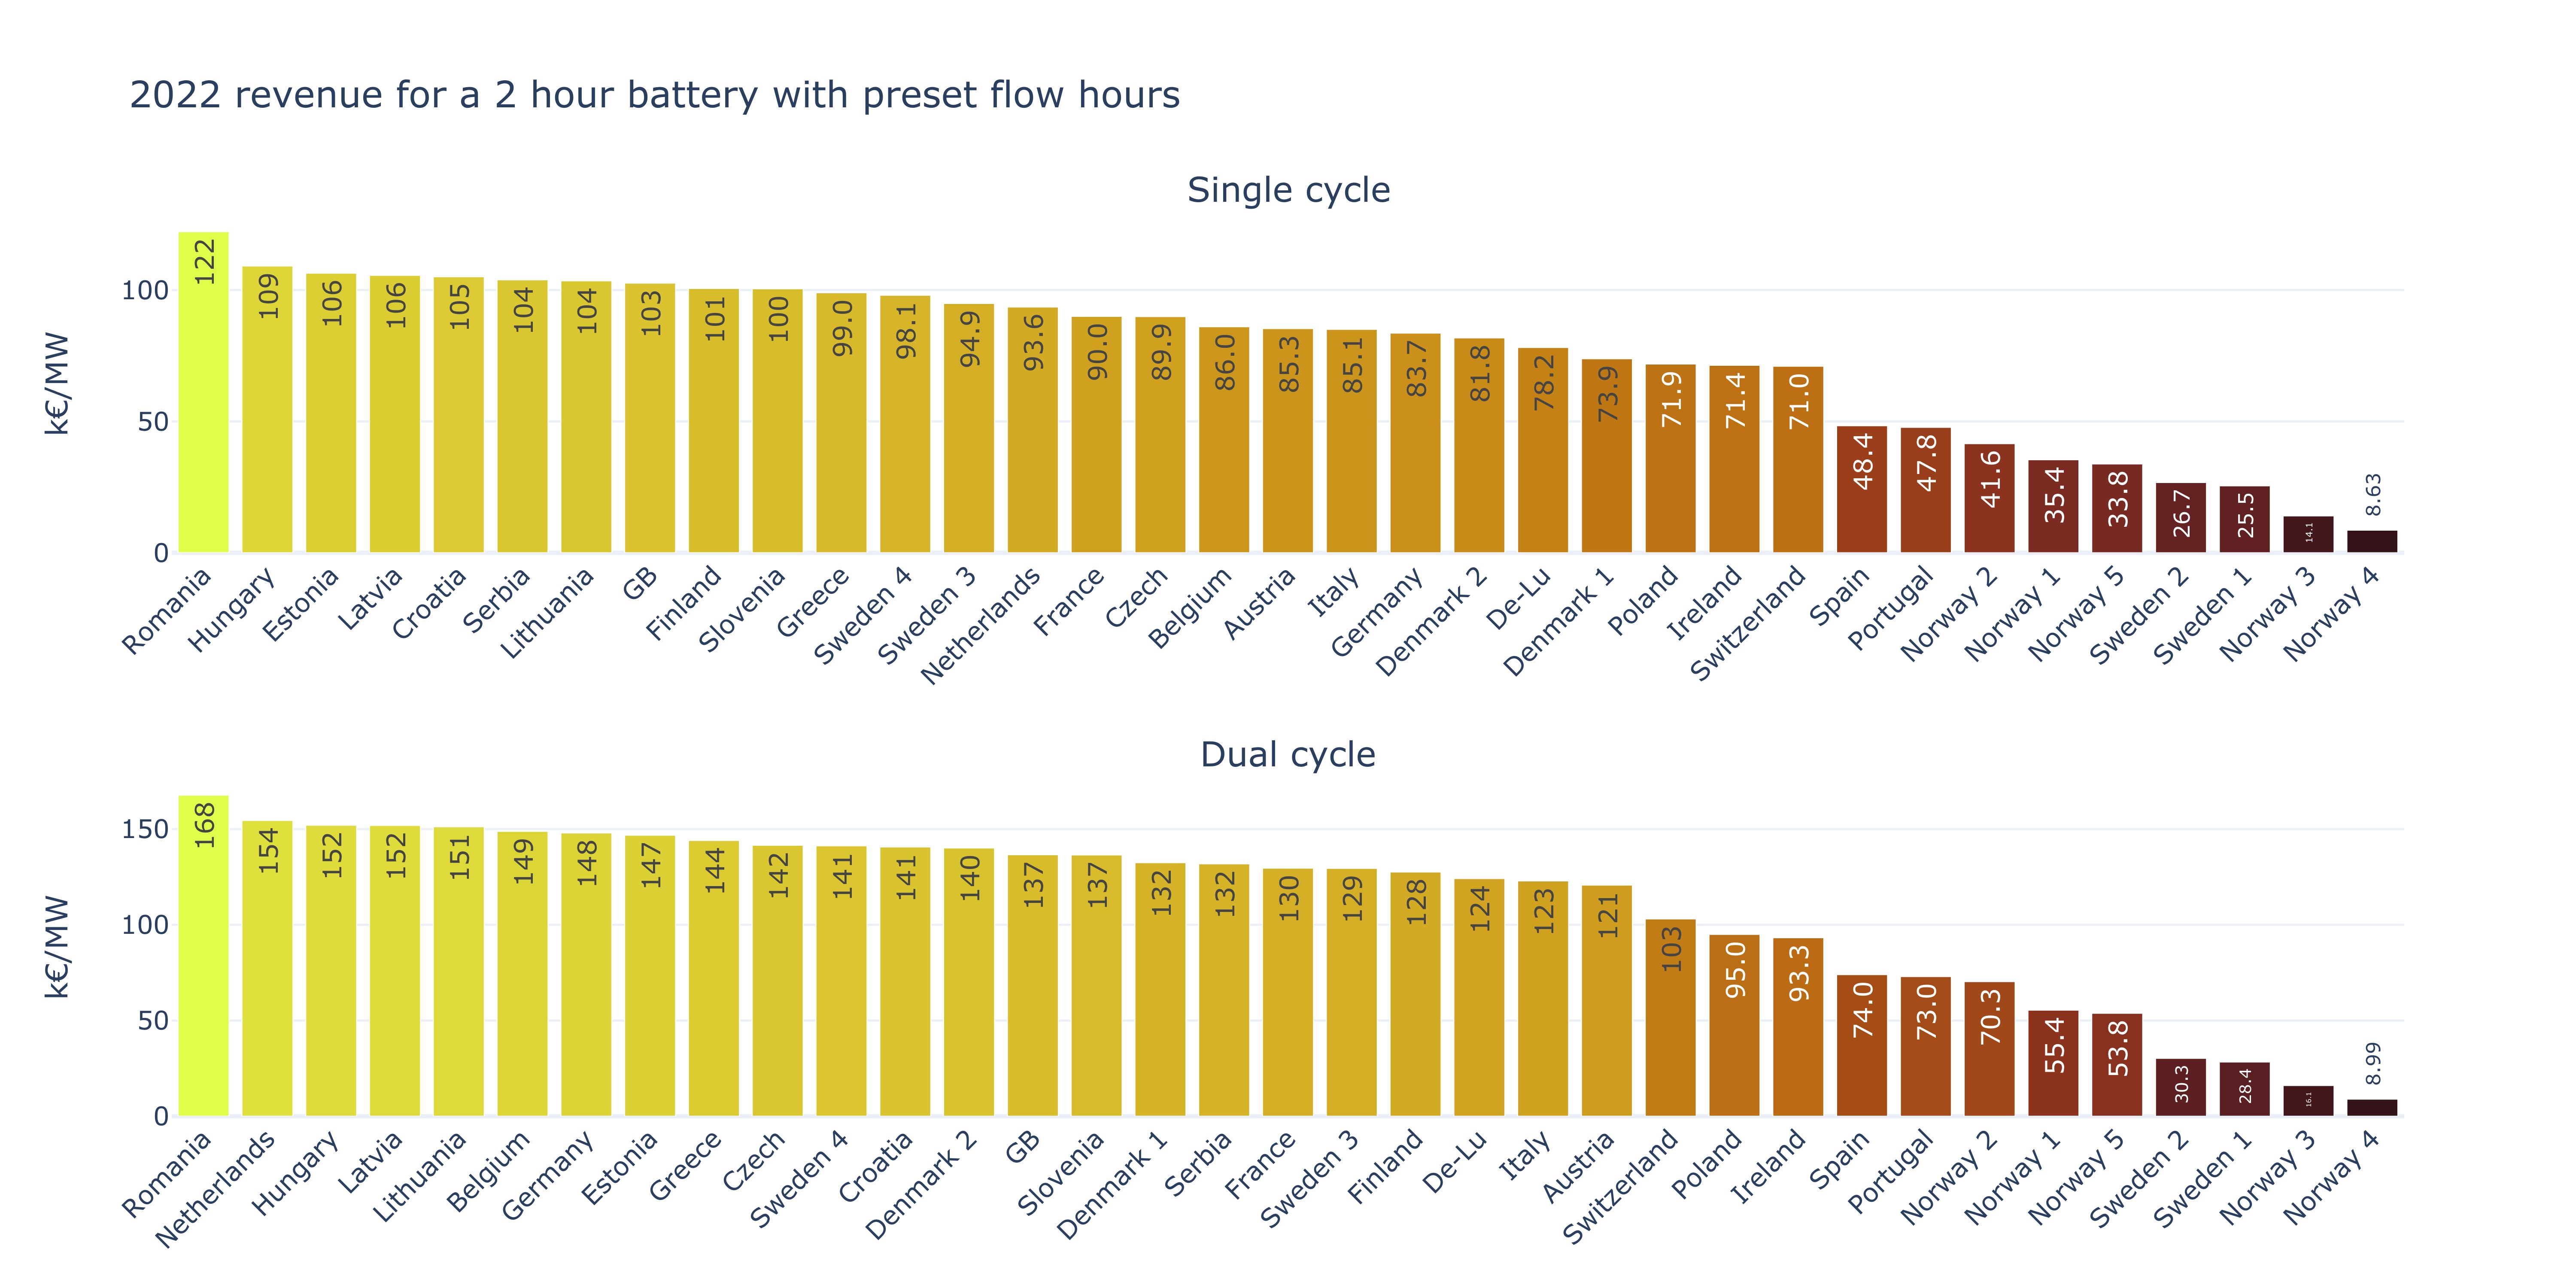 2022 revenue for a 2 hour battery with preset flow hours
Single cycle
k€/MW
100
50
0
122 109 106 106 105 104 104 103 101 100 99.0 98.1 94.9 93.6 90.0 89.9 86.0 85.3 85.1 83.7 81.8 78.2 73.9 71.9 71.4 71.0 48.4 47.8 41.6 35.4 33.8 26.7 25.5 14.1 8.63
Romania Hungary Estonia Latvia Croatia Serbia Lithuania GB Finland Slovenia Greece Sweden 4 Sweden 3 Netherlands France Czech Belgium Austria Italy Germany Denmark 2 De-Lu Denmark 1 Poland Ireland Switzerland Spain Portugal Norway 2 Norway 1 Norway 5 Sweden 2 Sweden 1 Norway 3 Norway 4
Dual cycle
k€/MW
150
100
50
0
168 154 152 152 151 149 148 147 144 142 141 141 140 137 137 132 132 130 129 128 124 123 121 103 95.0 93.3 74.0 73.0 70.3 55.4 53.8 30.3 28.4 16.1 8.99
Romania Netherlands Hungary Latvia Lithuania Belgium Germany Estonia Greece Czech Sweden 4 Croatia Denmark 2 GB Slovenia Denmark 1 Serbia France Sweden 3 Finland De-Lu Italy Austria Switzerland Poland Ireland Spain Portugal Norway 2 Norway 1 Norway 5 Sweden 2 Sweden 1 Norway 3 Norway 4